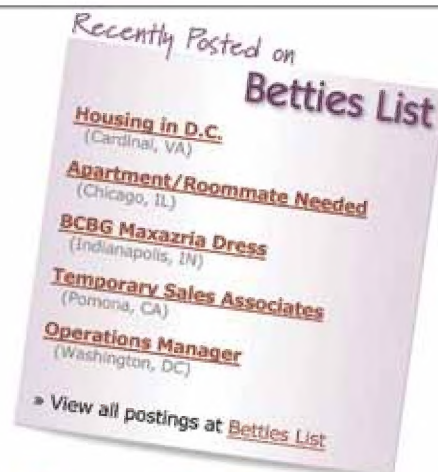 Recently Posted on
Betties List
Housing in D.C.
(Cardinal, VA)
Apartment/Roommate Needed
(Chicago, IL)
BCBG Maxazria Dress
(Indianapolis, IN)
Temporary Sales Associates
(Pomona, CA)
Operations Manager
(Washington, DC)
» View all postings at Betties List